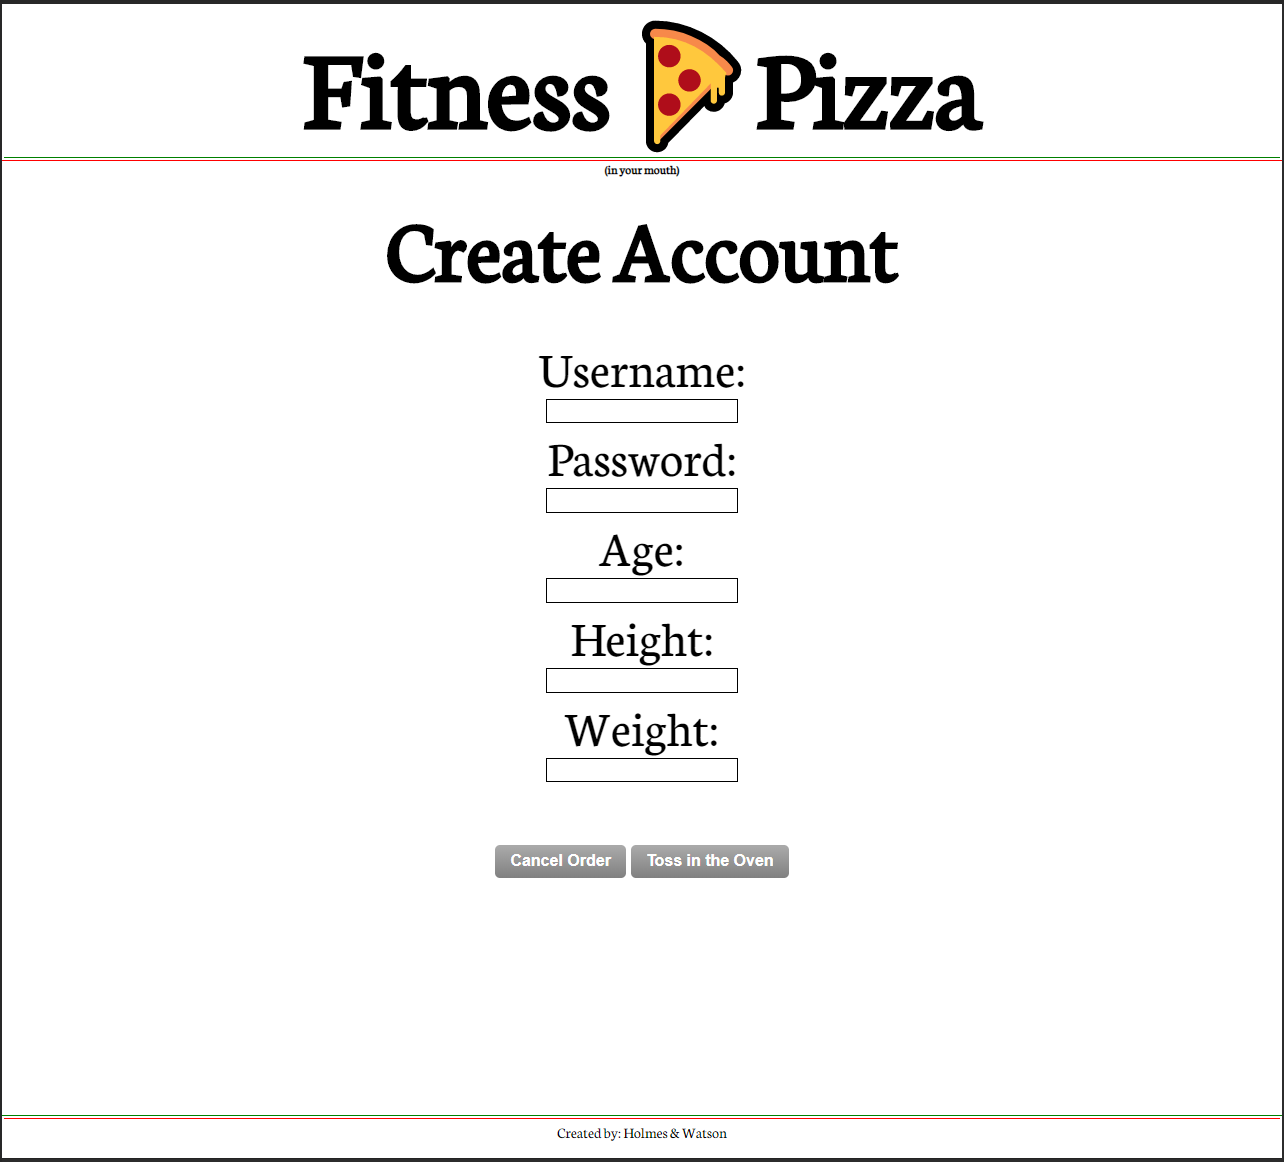 Fitness Pizza
(in your mouth)
Create Account
Username:
Password:
Age:
Height:
Weight:
Cancel Order Toss in the Oven
Created by: Holmes & Watson